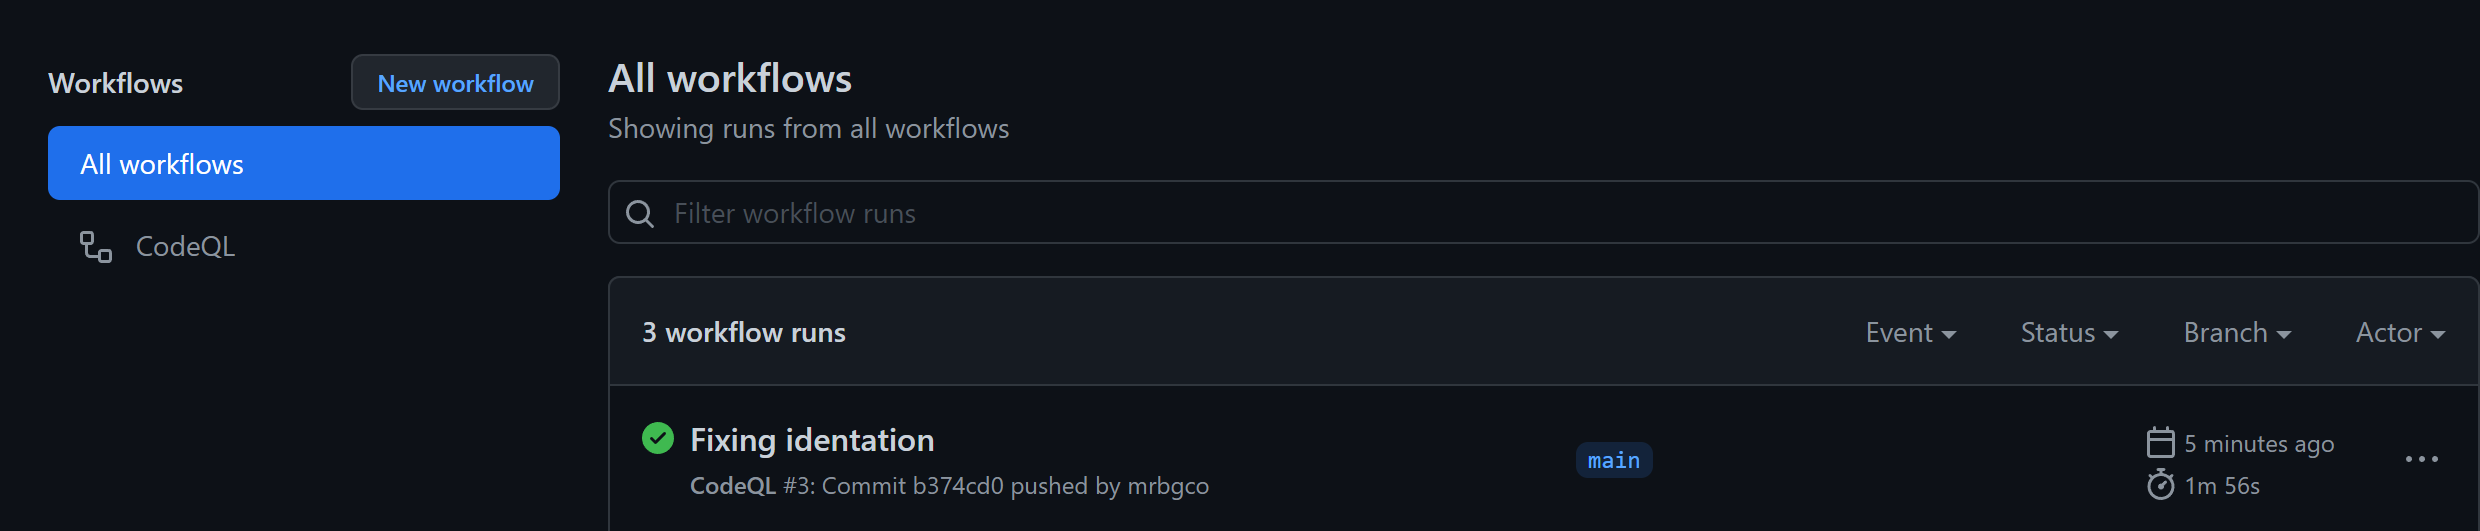 Workflows
New workflow
All workflows
CodeQL
All workflows
Showing runs from all workflows
Filter workflow runs
3 workflow runs
Event
Status
Branch
Actor
Fixing identation
CodeQL #3: Commit b374cd0 pushed by mrbgco
main
5 minutes ago
1m 56s